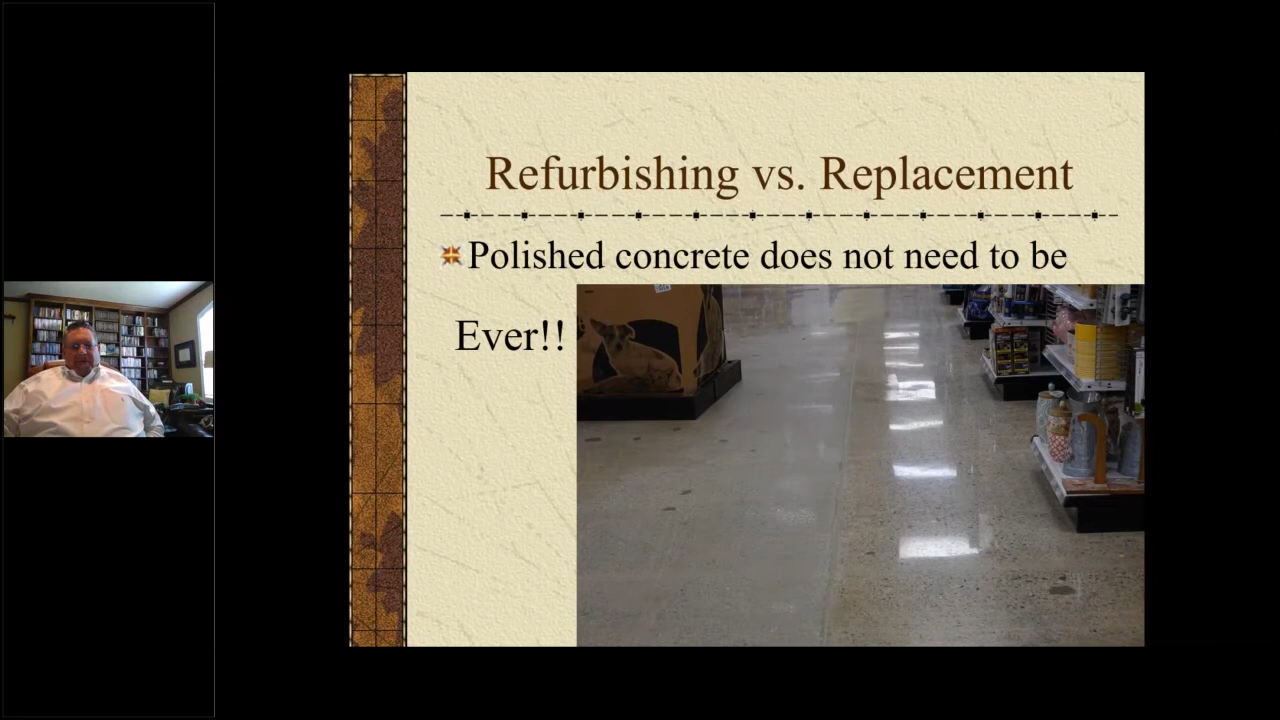 Refurbishing vs. Replacement
Polished concrete does not need to be
Ever!!